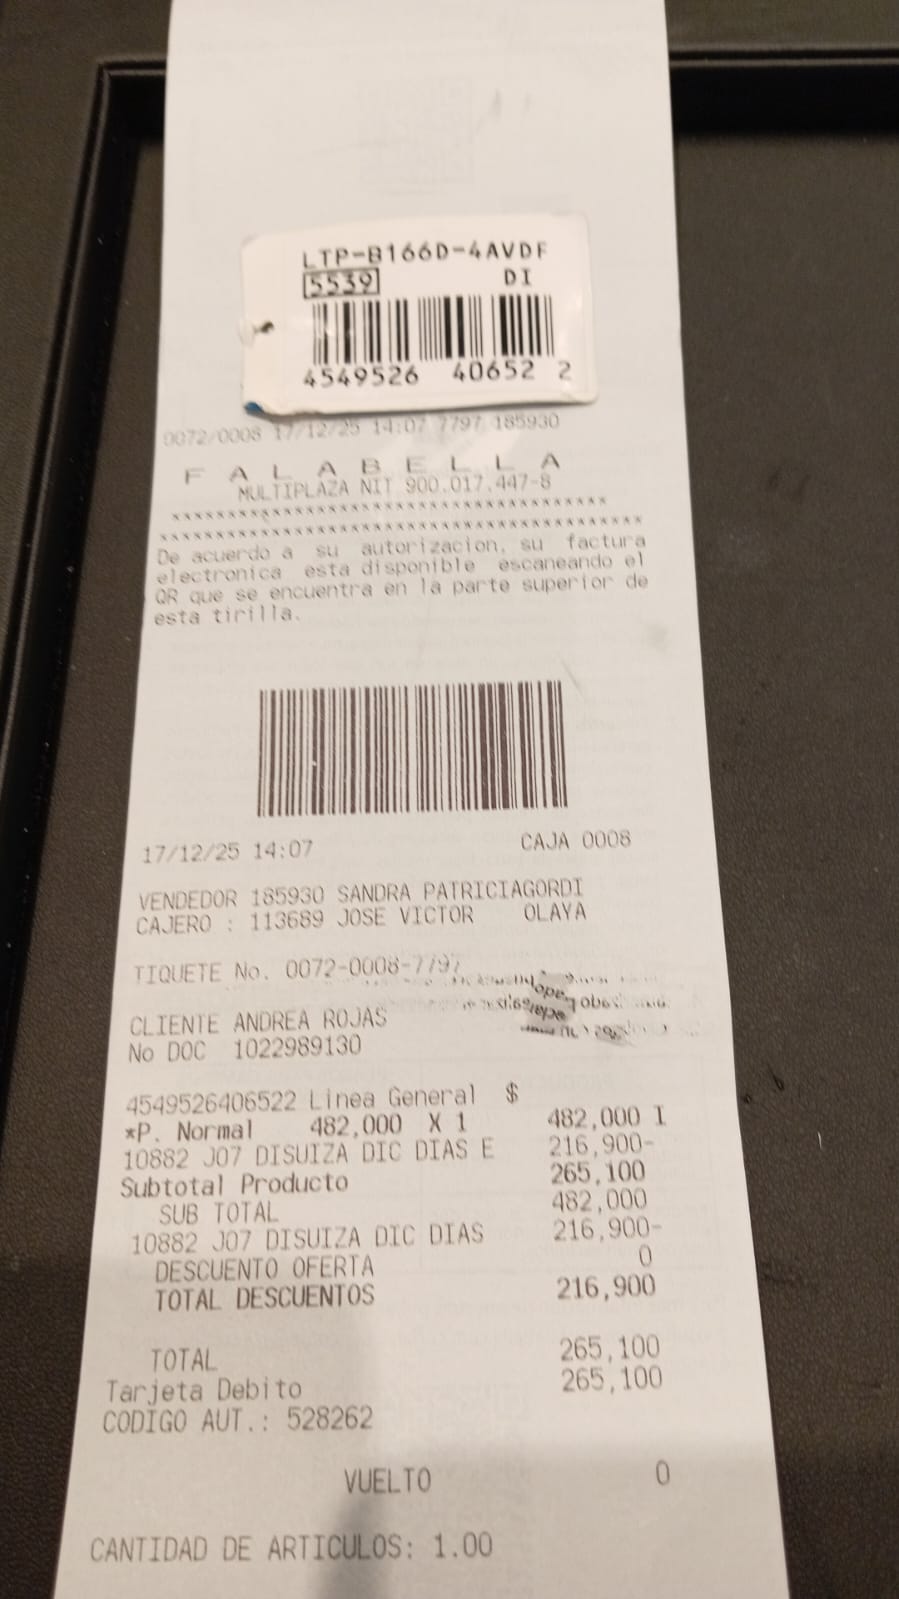 LTP-B166D-4AVDF
5539 DI
4549526 40652 2
0072/0008 17/12/25 14:07 7797 185930
F A L A B E L L A
MULTIPLAZA NIT 900.017.447-8
De acuerdo a su autorizacion, su factura
electronica esta disponible escaneando el
QR que se encuentra en la parte superior de
esta tirilla.
17/12/25 14:07 CAJA 0008
VENDEDOR 185930 SANDRA PATRICIAGORDI
CAJERO : 113689 JOSE VICTOR OLAYA
TIQUETE No. 0072-0008-7797
CLIENTE ANDREA ROJAS
No DOC 1022989130
4549526406522 Linea General $
*P. Normal 482,000 X 1 482,000 I
10882 J07 DISUIZA DIC DIAS E 216,900-
Subtotal Producto 265,100
SUB TOTAL 482,000
10882 J07 DISUIZA DIC DIAS 216,900-
DESCUENTO OFERTA 0
TOTAL DESCUENTOS 216,900
TOTAL 265,100
Tarjeta Debito 265,100
CODIGO AUT.: 528262
VUELTO 0
CANTIDAD DE ARTICULOS: 1.00